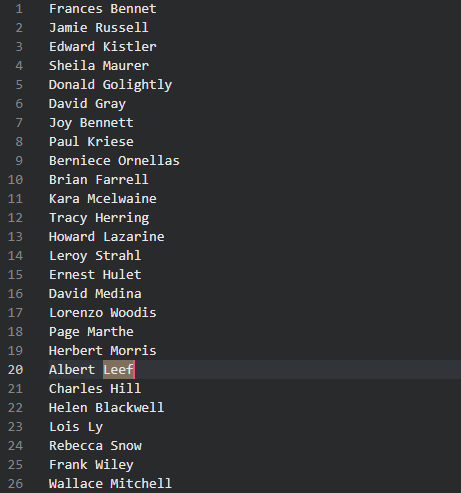 1 Frances Bennet
2 Jamie Russell
3 Edward Kistler
4 Sheila Maurer
5 Donald Golightly
6 David Gray
7 Joy Bennett
8 Paul Kriese
9 Berniece Ornellas
10 Brian Farrell
11 Kara Mcelwaine
12 Tracy Herring
13 Howard Lazarine
14 Leroy Strahl
15 Ernest Hulet
16 David Medina
17 Lorenzo Woodis
18 Page Marthe
19 Herbert Morris
20 Albert Leef
21 Charles Hill
22 Helen Blackwell
23 Lois Ly
24 Rebecca Snow
25 Frank Wiley
26 Wallace Mitchell